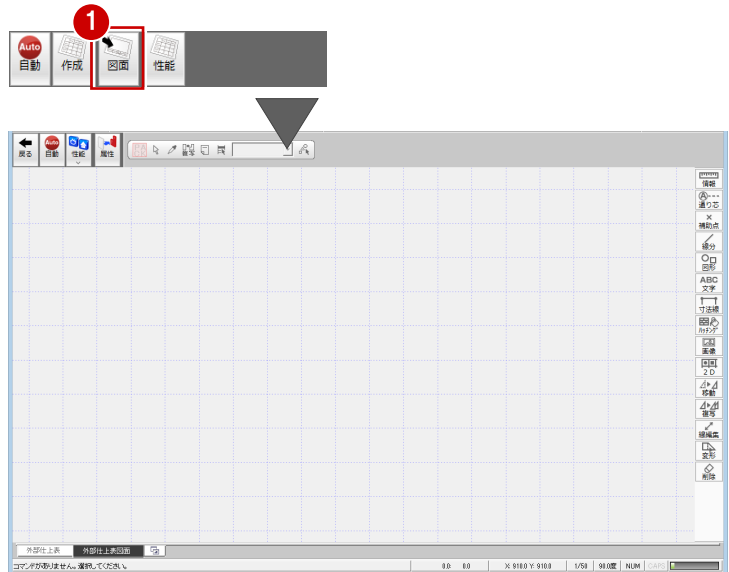 1
Auto
自動
作成
図面
性能
戻る
Auto
自動
性能
属性
複写
情報
A
通り芯
補助点
線分
図形
ABC
文字
寸法線
ハッチング
画像
2D
移動
複写
線編集
変形
削除
外部仕上表
外部仕上表図面
コマンドがありません。選択してください。
0.0: 0.0
X: 910.0 Y: 910.0
1/50
90.0度
NUM
CAPS